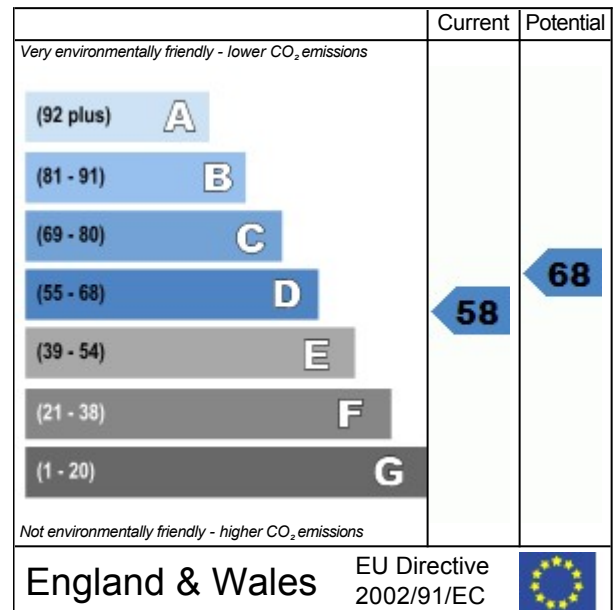 Current Potential
Very environmentally friendly - lower CO₂ emissions
(92 plus) A
(81 - 91) B
(69 - 80) C
(55 - 68) D
58
68
(39 - 54) E
(21 - 38) F
(1 - 20) G
Not environmentally friendly - higher CO₂ emissions
England & Wales
EU Directive
2002/91/EC